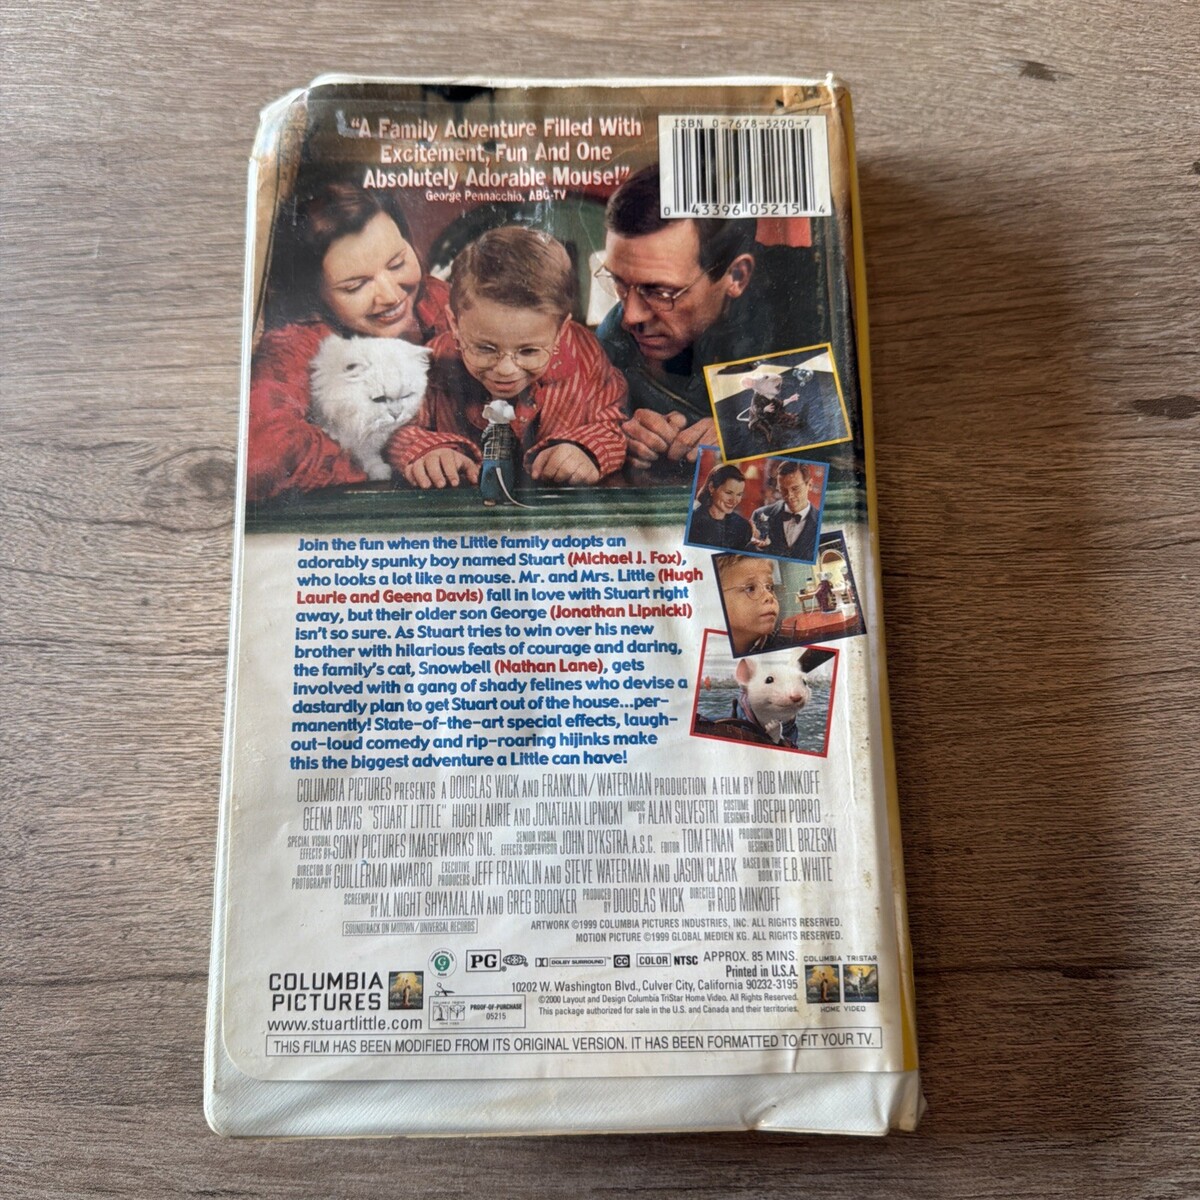 "A Family Adventure Filled With
Excitement, Fun And One
Absolutely Adorable Mouse!"
George Pennacchio, ABC-TV
ISBN 0-7678-5290-7
0 43396 05215 4
Join the fun when the Little family adopts an
adorably spunky boy named Stuart (Michael J. Fox),
who looks a lot like a mouse. Mr. and Mrs. Little (Hugh
Laurie and Geena Davis) fall in love with Stuart right
away, but their older son George (Jonathan Lipnicki)
isn't so sure. As Stuart tries to win over his new
brother with hilarious feats of courage and daring,
the family's cat, Snowbell (Nathan Lane), gets
involved with a gang of shady felines who devise a
dastardly plan to get Stuart out of the house...per-
manently! State-of-the-art special effects, laugh-
out-loud comedy and rip-roaring hijinks make
this the biggest adventure a Little can have!
COLUMBIA PICTURES PRESENTS A DOUGLAS WICK AND FRANKLIN/WATERMAN PRODUCTION A FILM BY ROB MINKOFF
GEENA DAVIS "STUART LITTLE" HUGH LAURIE AND JONATHAN LIPNICKI MUSIC BY ALAN SILVESTRI COSTUME DESIGNER JOSEPH PORRO
SPECIAL VISUAL EFFECTS BY SONY PICTURES IMAGEWORKS INC. SENIOR VISUAL EFFECTS SUPERVISOR JOHN DYKSTRA, A.S.C. EDITOR TOM FINAN PRODUCTION DESIGNER BILL BRZESKI
DIRECTOR OF PHOTOGRAPHY GUILLERMO NAVARRO EXECUTIVE PRODUCERS JEFF FRANKLIN AND STEVE WATERMAN AND JASON CLARK BASED ON THE BOOK BY E.B. WHITE
SCREENPLAY BY M. NIGHT SHYAMALAN AND GREG BROOKER PRODUCED BY DOUGLAS WICK DIRECTED BY ROB MINKOFF
SOUNDTRACK ON MOTOWN/UNIVERSAL RECORDS
ARTWORK ©1999 COLUMBIA PICTURES INDUSTRIES, INC. ALL RIGHTS RESERVED.
MOTION PICTURE ©1999 GLOBAL MEDIEN KG. ALL RIGHTS RESERVED.
PG DOLBY SURROUND CC COLOR NTSC APPROX. 85 MINS.
Printed in U.S.A.
COLUMBIA PICTURES
www.stuartlittle.com
PROOF-OF-PURCHASE
05215
10202 W. Washington Blvd., Culver City, California 90232-3195
©2000 Layout and Design Columbia TriStar Home Video. All Rights Reserved.
This package authorized for sale in the U.S. and Canada and their territories.
COLUMBIA TRISTAR
HOME VIDEO
THIS FILM HAS BEEN MODIFIED FROM ITS ORIGINAL VERSION. IT HAS BEEN FORMATTED TO FIT YOUR TV.